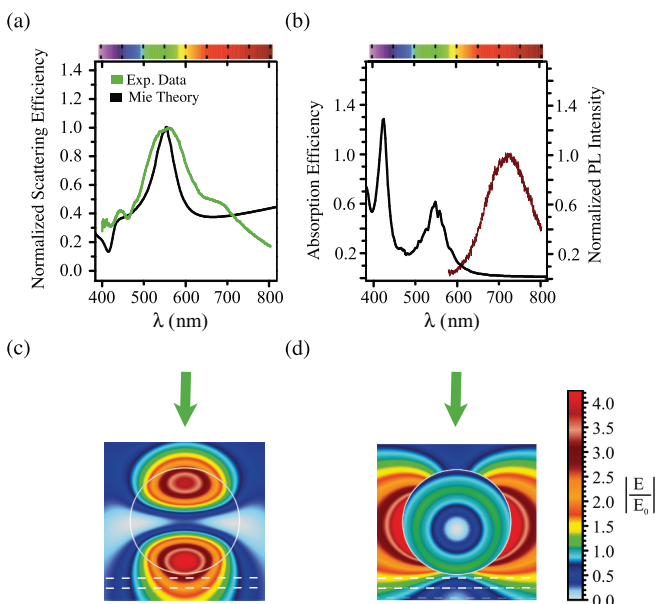 (a)
(b)
Normalized Scattering Efficiency
1.4
1.2
1.0
0.8
0.6
0.4
0.2
0.0
Exp. Data
Mie Theory
400 500 600 700 800
λ (nm)
Absorption Efficiency
1.4
1.0
0.6
0.2
1.4
1.0
0.6
0.2
Normalized PL Intensity
400 500 600 700 800
λ (nm)
(c)
(d)
4.0
3.5
3.0
2.5
2.0
1.5
1.0
0.5
0.0
|E/E₀|